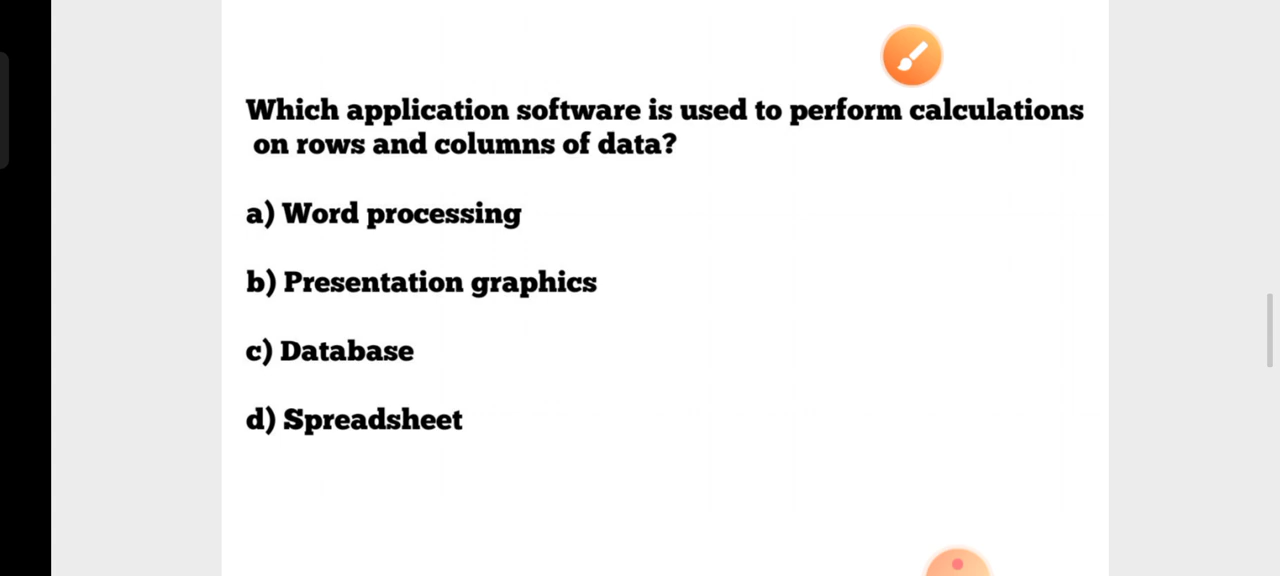 Which application software is used to perform calculations
on rows and columns of data?
a) Word processing
b) Presentation graphics
c) Database
d) Spreadsheet